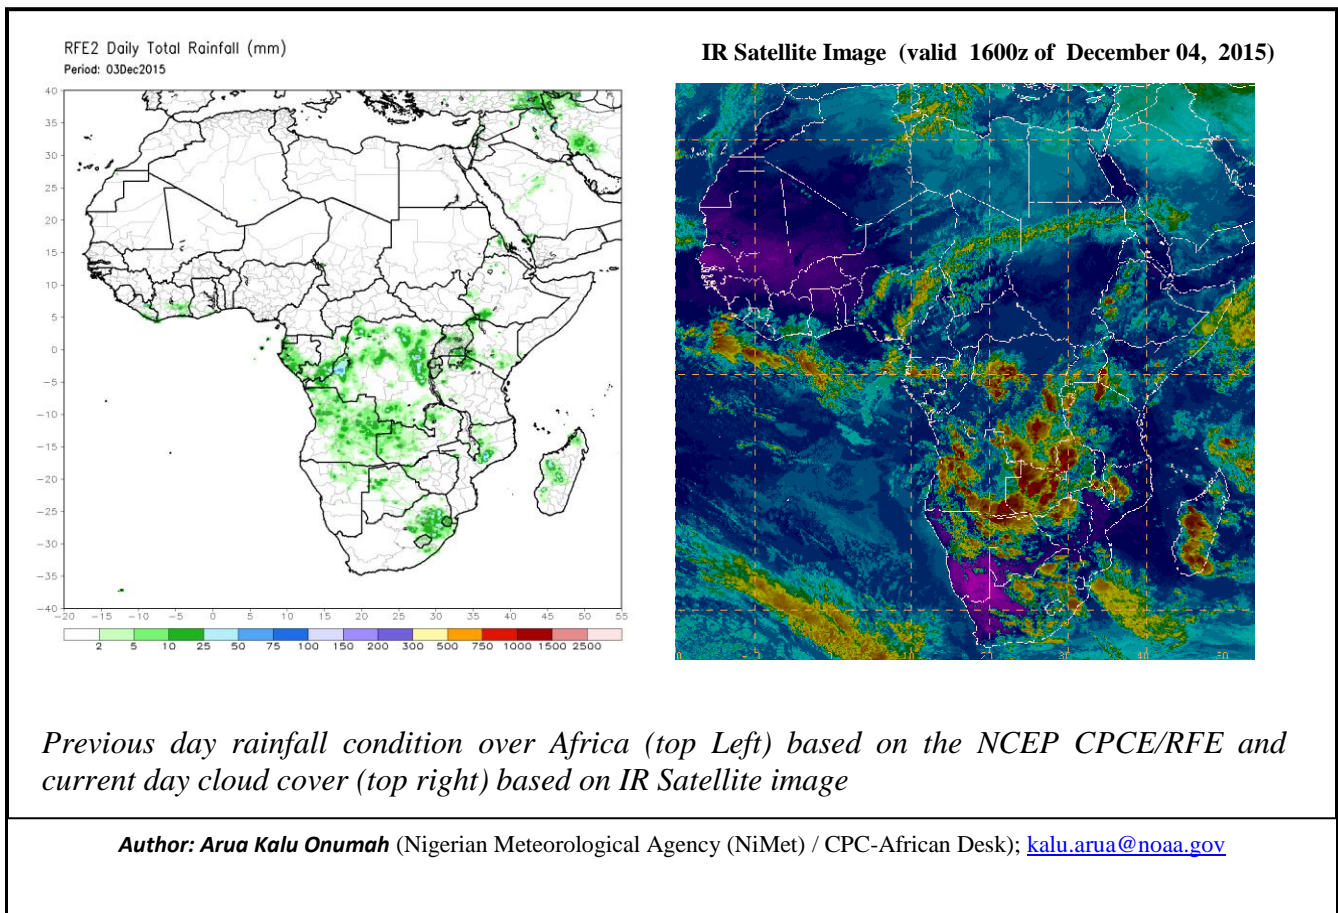 RFE2 Daily Total Rainfall (mm)
Period: 03Dec2015
40
35
30
25
20
15
10
5
0
−5
−10
−15
−20
−25
−30
−35
−40
−20 −15 −10 −5 0 5 10 15 20 25 30 35 40 45 50 55
2 5 10 25 50 75 100 150 200 300 500 750 1000 1500 2500
IR Satellite Image (valid 1600z of December 04, 2015)
10 20 30 40 50
Previous day rainfall condition over Africa (top Left) based on the NCEP CPCE/RFE and
current day cloud cover (top right) based on IR Satellite image
Author: Arua Kalu Onumah (Nigerian Meteorological Agency (NiMet) / CPC-African Desk); kalu.arua@noaa.gov